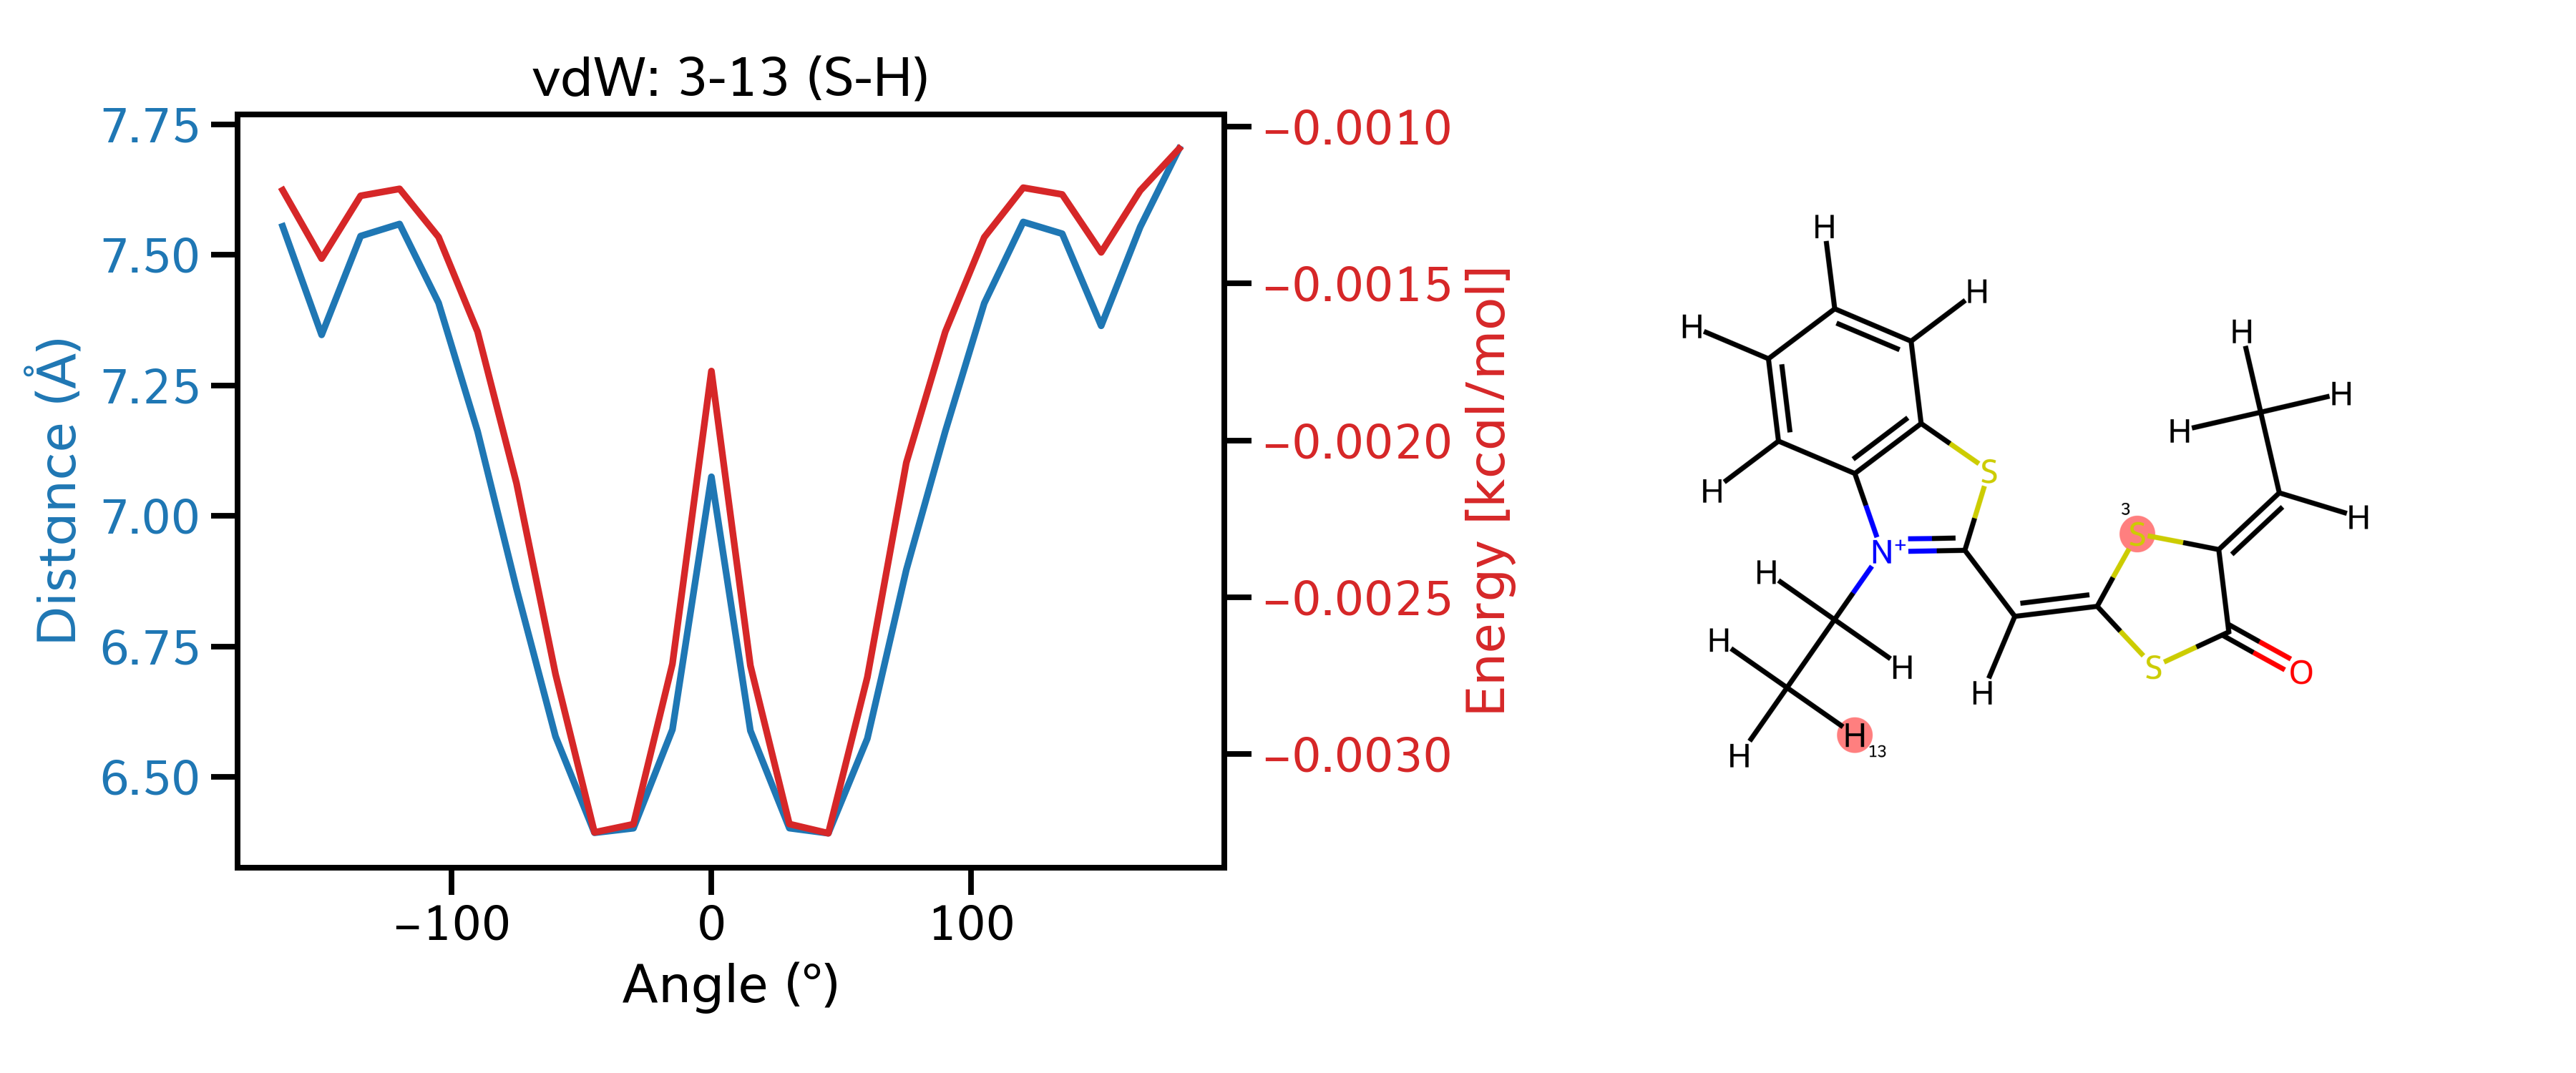 vdW: 3-13 (S-H)
7.75
7.50
7.25
7.00
6.75
6.50
Distance (Å)
−0.0010
−0.0015
−0.0020
−0.0025
−0.0030
Energy [kcal/mol]
−100
0
100
Angle (°)
H
H
H
H
H
H
H
S
3
S
H
N+
H
H
H
H
S
O
H
H
13
H